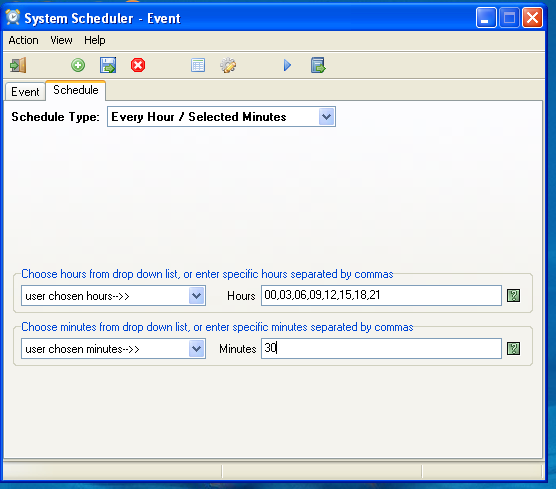 System Scheduler - Event
Action View Help
Event Schedule
Schedule Type: Every Hour / Selected Minutes
Choose hours from drop down list, or enter specific hours separated by commas
user chosen hours-->> Hours 00,03,06,09,12,15,18,21
Choose minutes from drop down list, or enter specific minutes separated by commas
user chosen minutes-->> Minutes 30